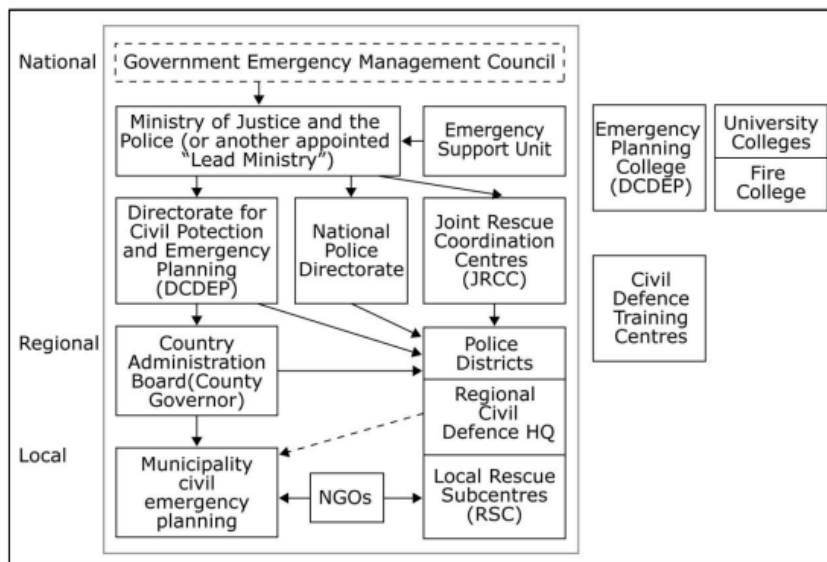 National
Government Emergency Management Council
Ministry of Justice and the
Police (or another appointed
“Lead Ministry”)
Emergency
Support Unit
Emergency
Planning
College
(DCDEP)
University
Colleges
Fire
College
Directorate for
Civil Potection
and Emergency
Planning
(DCDEP)
National
Police
Directorate
Joint Rescue
Coordination
Centres
(JRCC)
Civil
Defence
Training
Centres
Regional
Country
Administration
Board(County
Governor)
Police
Districts
Regional
Civil
Defence HQ
Local
Municipality
civil
emergency
planning
NGOs
Local Rescue
Subcentres
(RSC)